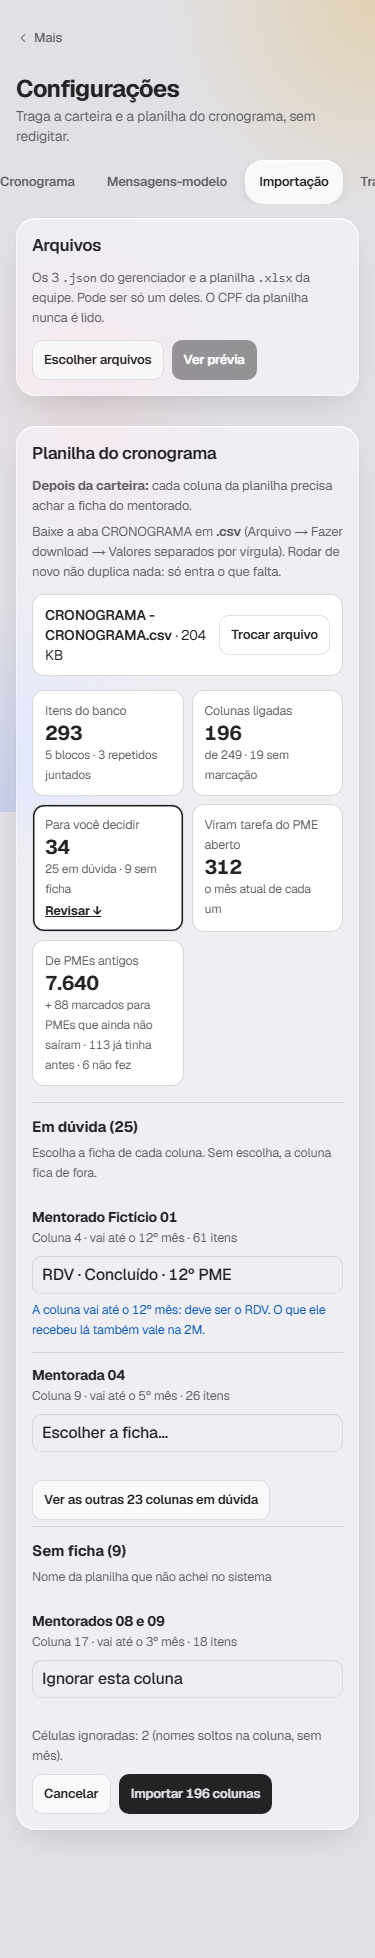 Mais
Configurações
Traga a carteira e a planilha do cronograma, sem
redigitar.
Cronograma
Mensagens-modelo
Importação
Tra
Arquivos
Os 3 .json do gerenciador e a planilha .xlsx da
equipe. Pode ser só um deles. O CPF da planilha
nunca é lido.
Escolher arquivos
Ver prévia
Planilha do cronograma
Depois da carteira: cada coluna da planilha precisa
achar a ficha do mentorado.
Baixe a aba CRONOGRAMA em .csv (Arquivo → Fazer
download → Valores separados por vírgula). Rodar de
novo não duplica nada: só entra o que falta.
CRONOGRAMA -
CRONOGRAMA.csv · 204
KB
Trocar arquivo
Itens do banco
293
5 blocos · 3 repetidos
juntados
Colunas ligadas
196
de 249 · 19 sem
marcação
Para você decidir
34
25 em dúvida · 9 sem
ficha
Revisar ↓
Viram tarefa do PME
aberto
312
o mês atual de cada
um
De PMEs antigos
7.640
+ 88 marcados para
PMEs que ainda não
saíram · 113 já tinha
antes · 6 não fez
Em dúvida (25)
Escolha a ficha de cada coluna. Sem escolha, a coluna
fica de fora.
Mentorado Fictício 01
Coluna 4 · vai até o 12º mês · 61 itens
RDV · Concluído · 12º PME
A coluna vai até o 12º mês: deve ser o RDV. O que ele
recebeu lá também vale na 2M.
Mentorada 04
Coluna 9 · vai até o 5º mês · 26 itens
Escolher a ficha...
Ver as outras 23 colunas em dúvida
Sem ficha (9)
Nome da planilha que não achei no sistema
Mentorados 08 e 09
Coluna 17 · vai até o 3º mês · 18 itens
Ignorar esta coluna
Células ignoradas: 2 (nomes soltos na coluna, sem
mês).
Cancelar
Importar 196 colunas